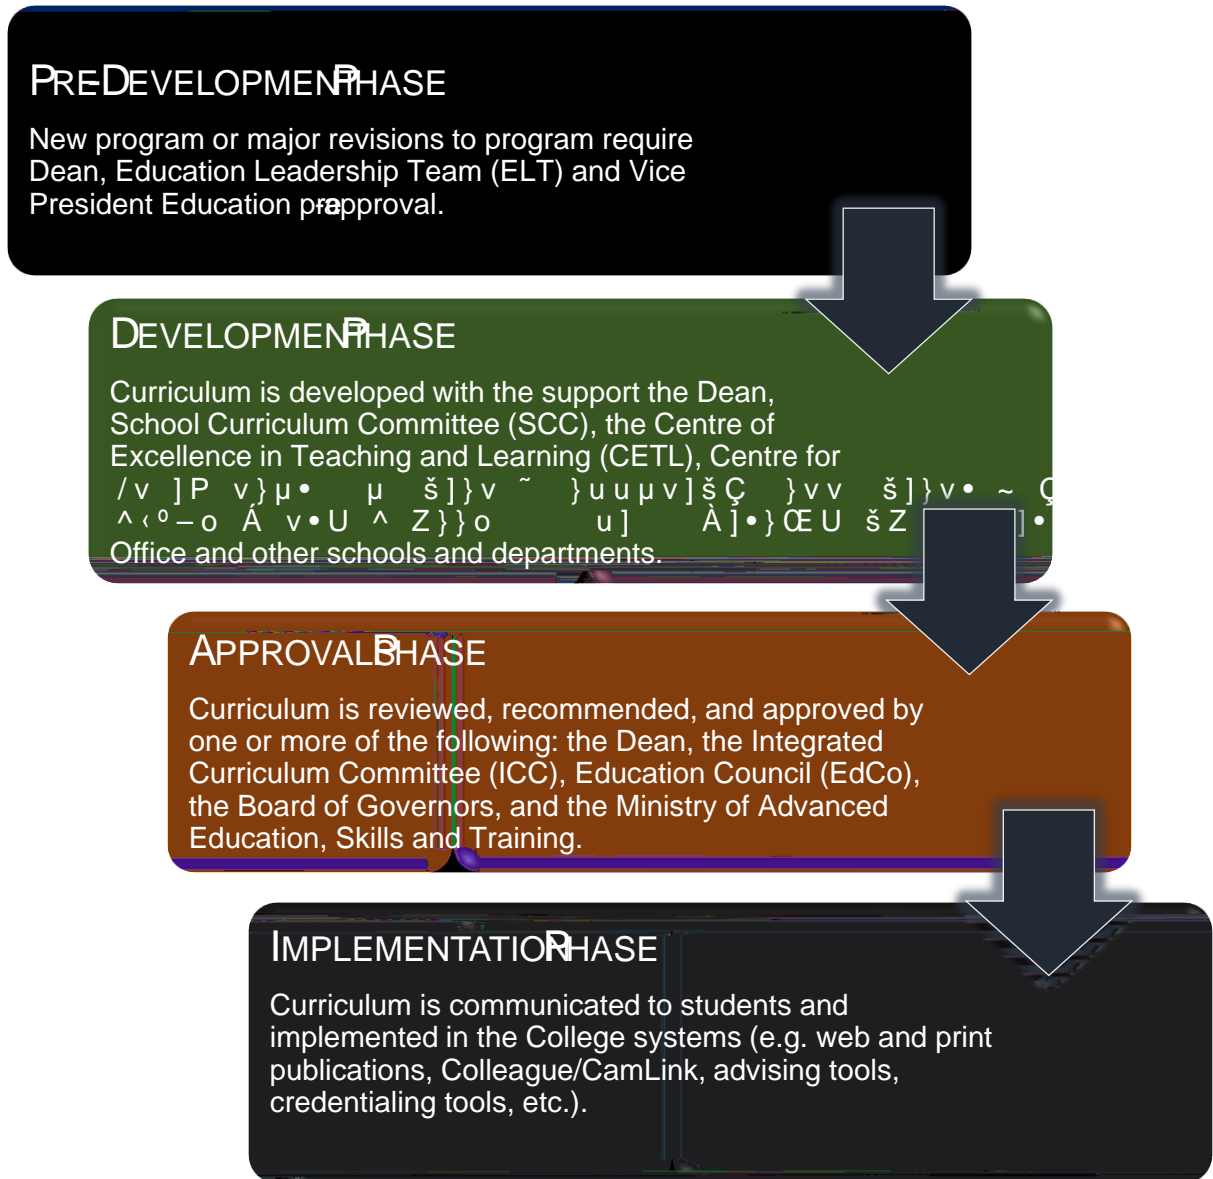 PRE-DEVELOPMENT PHASE
New program or major revisions to program require
Dean, Education Leadership Team (ELT) and Vice
President Education pre-approval.
DEVELOPMENT PHASE
Curriculum is developed with the support the Dean,
School Curriculum Committee (SCC), the Centre of
Excellence in Teaching and Learning (CETL), Centre for
Office and other schools and departments.
APPROVALS PHASE
Curriculum is reviewed, recommended, and approved by
one or more of the following: the Dean, the Integrated
Curriculum Committee (ICC), Education Council (EdCo),
the Board of Governors, and the Ministry of Advanced
Education, Skills and Training.
IMPLEMENTATION PHASE
Curriculum is communicated to students and
implemented in the College systems (e.g. web and print
publications, Colleague/CamLink, advising tools,
credentialing tools, etc.).